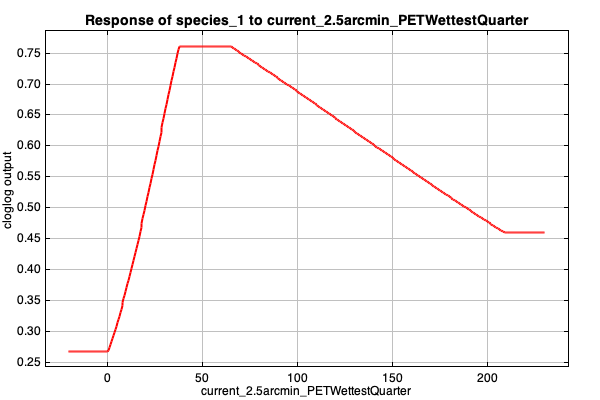 Response of species_1 to current_2.5arcmin_PETWettestQuarter
cloglog output
0.75
0.70
0.65
0.60
0.55
0.50
0.45
0.40
0.35
0.30
0.25
0 50 100 150 200
current_2.5arcmin_PETWettestQuarter